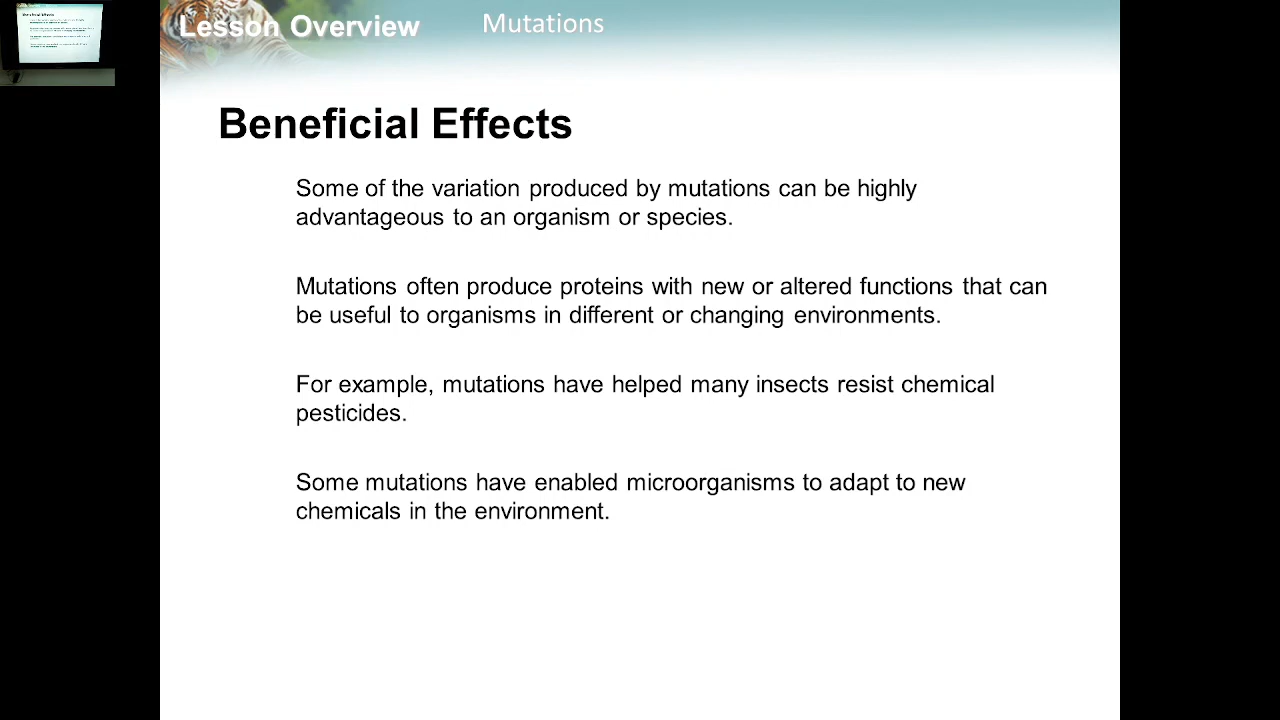 Lesson Overview Mutations
Beneficial Effects
Some of the variation produced by mutations can be highly
advantageous to an organism or species.
Mutations often produce proteins with new or altered functions that can
be useful to organisms in different or changing environments.
For example, mutations have helped many insects resist chemical
pesticides.
Some mutations have enabled microorganisms to adapt to new
chemicals in the environment.